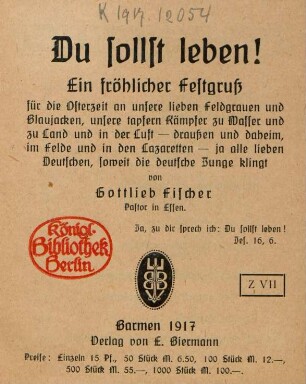 K 1917.12054
Du sollst leben!
Ein fröhlicher Festgruß
für die Osterzeit an unsere lieben Feldgrauen und
Blaujacken, unsere tapfern Kämpfer zu Wasser und
zu Land und in der Luft — draußen und daheim,
im Felde und in den Lazaretten — ja alle lieben
Deutschen, soweit die deutsche Zunge klingt
von
Gottlieb Fischer
Pastor in Essen.
Ja, zu dir sprech ich: Du sollst leben!
Hes. 16, 6.
Königl.
Bibliothek
Berlin
Z VII
Barmen 1917
Verlag von E. Biermann
Preise: Einzeln 15 Pf., 50 Stück M. 6.50, 100 Stück M. 12.—,
500 Stück M. 55.—, 1000 Stück M. 100.—.